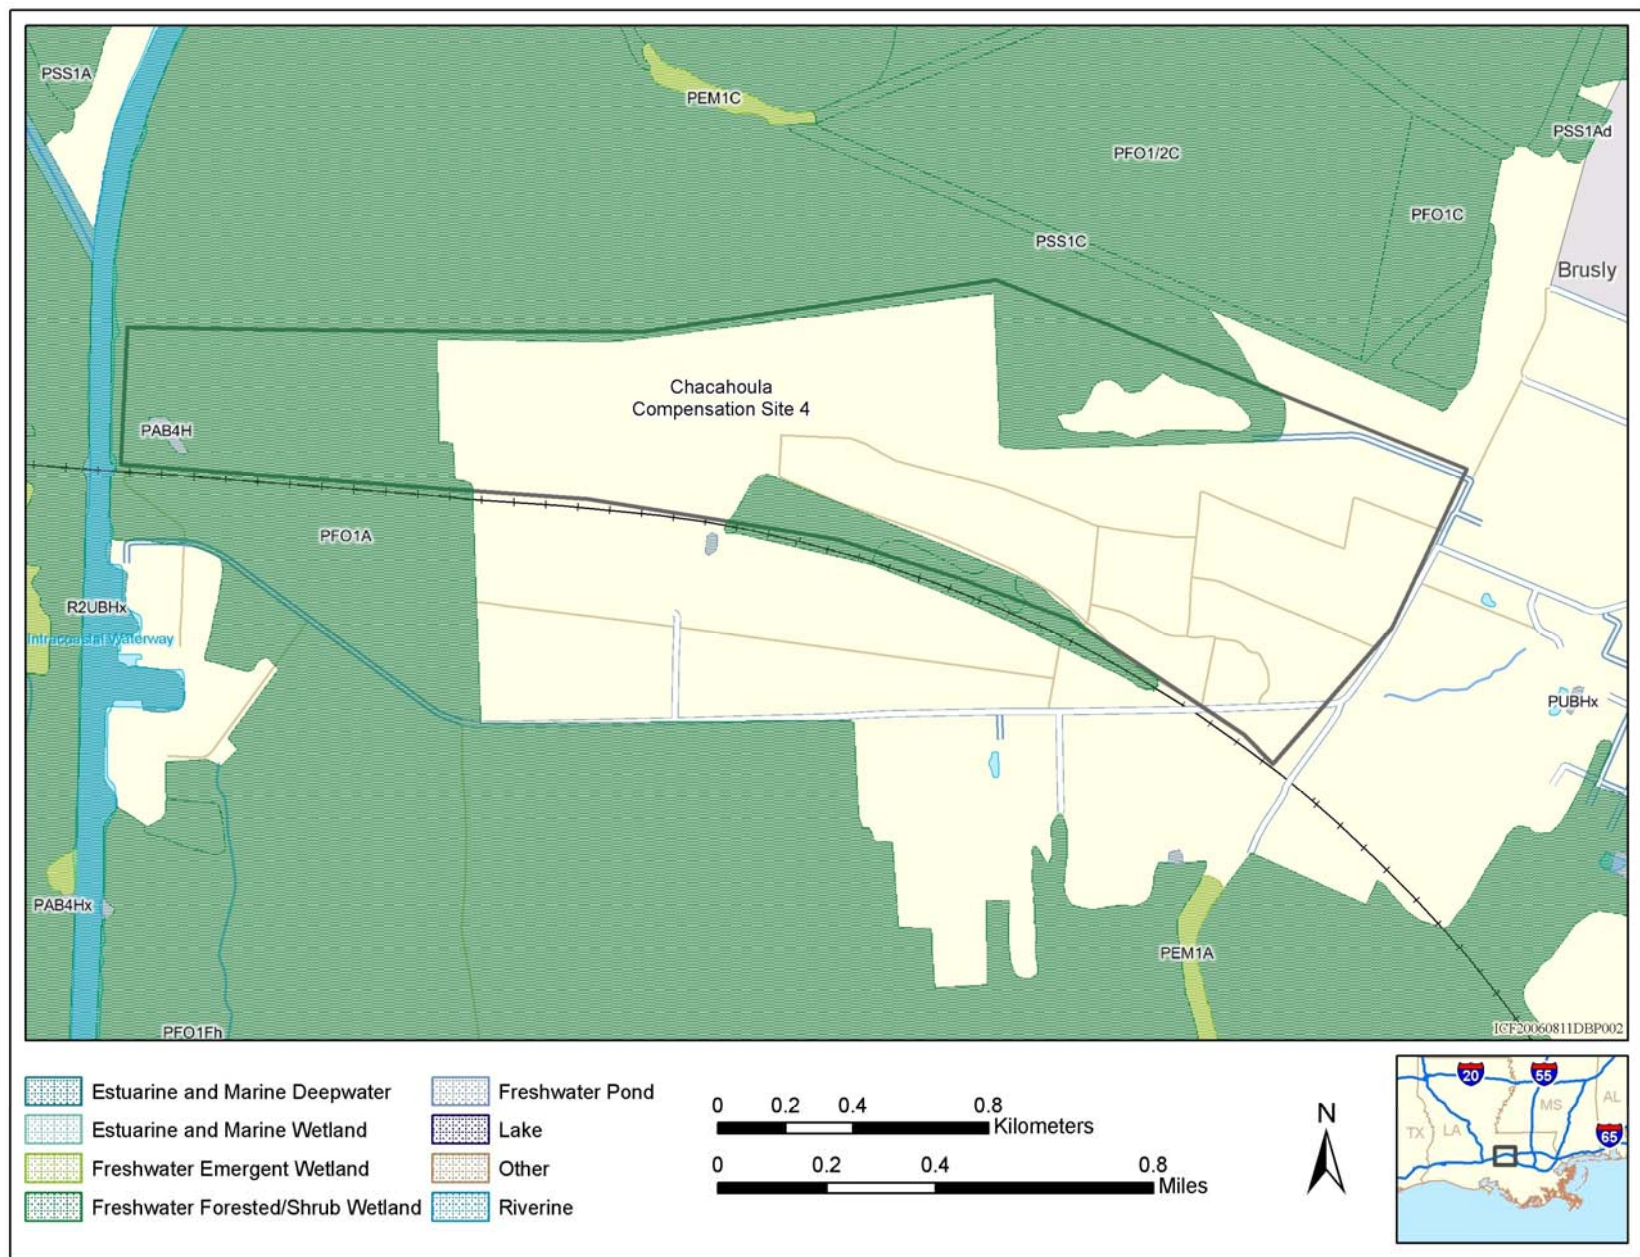 PSS1A
PEM1C
PSS1Ad
PFO1/2C
PFO1C
PSS1C
Brusly
Chacahoula
Compensation Site 4
PAB4H
PFO1A
R2UBHx
Intracoastal Waterway
PUBHx
PAB4Hx
PEM1A
PFO1Fh
ICF20060811DBP002
Estuarine and Marine Deepwater
Estuarine and Marine Wetland
Freshwater Emergent Wetland
Freshwater Forested/Shrub Wetland
Freshwater Pond
Lake
Other
Riverine
0 0.2 0.4 0.8
Kilometers
0 0.2 0.4 0.8
Miles
N
20 55
MS AL
TX LA
65